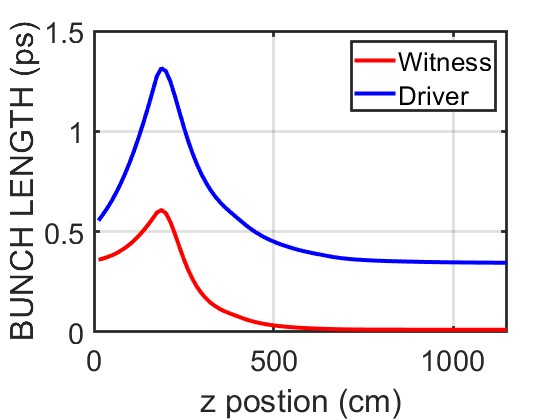 BUNCH LENGTH (ps)
1.5
1
0.5
0
Witness
Driver
0
500
1000
z postion (cm)